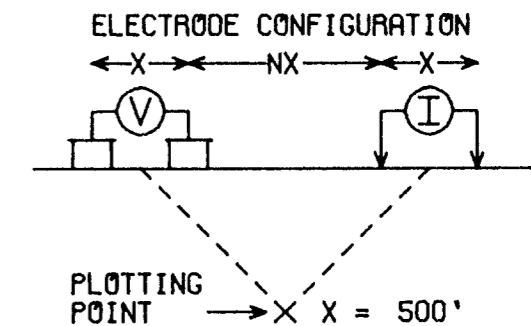 ELECTRODE CONFIGURATION
X NX X
V I
PLOTTING
POINT X X = 500'